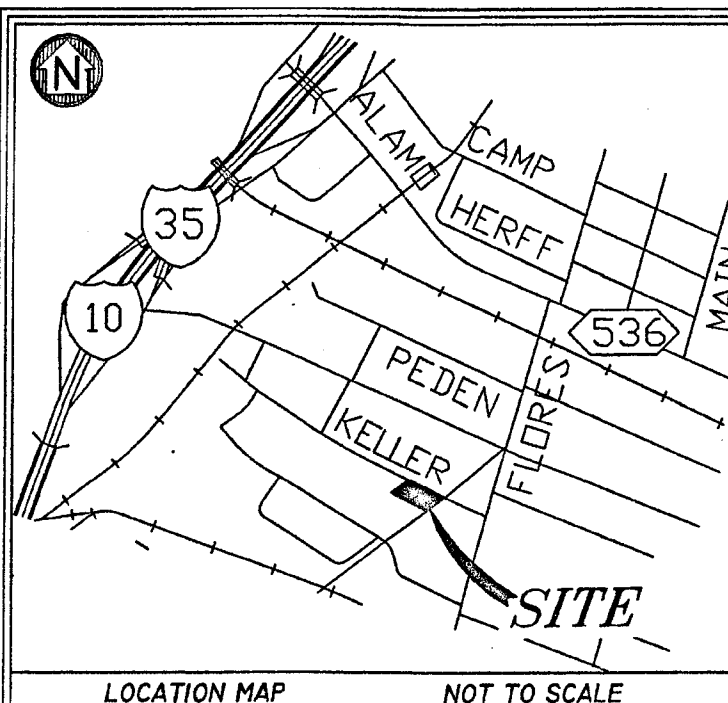 N
ALAMO
CAMP
HERFF
35
MAIN
10
536
PEDEN
FLORES
KELLER
SITE
LOCATION MAP NOT TO SCALE